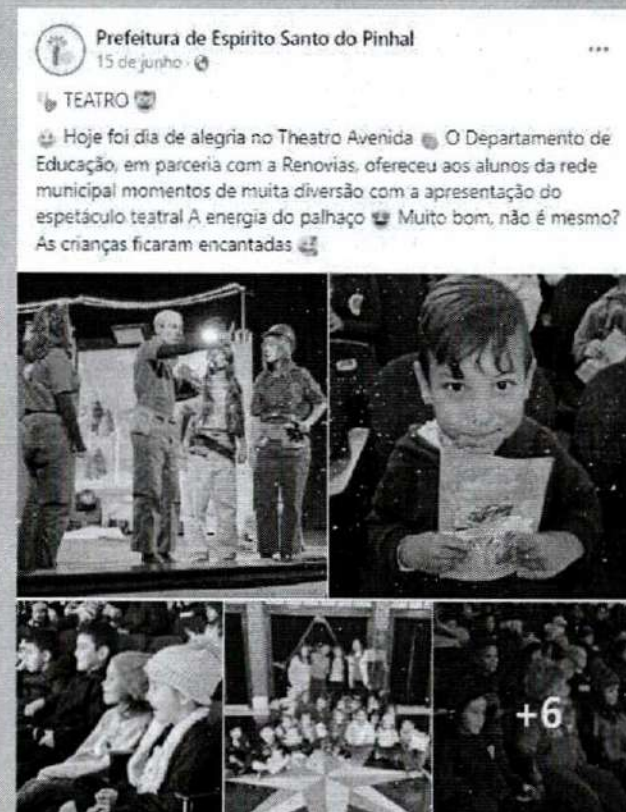 Prefeitura de Espírito Santo do Pinhal
15 de junho
TEATRO
Hoje foi dia de alegria no Theatro Avenida O Departamento de
Educação, em parceria com a Renovias, ofereceu aos alunos da rede
municipal momentos de muita diversão com a apresentação do
espetáculo teatral A energia do palhaço Muito bom, não é mesmo?
As crianças ficaram encantadas
+6